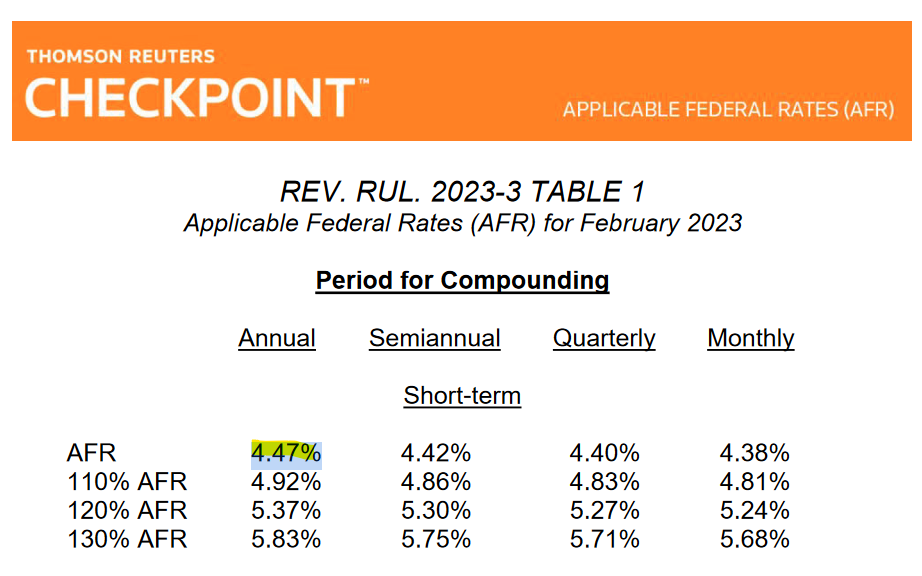 THOMSON REUTERS
CHECKPOINT™
APPLICABLE FEDERAL RATES (AFR)
REV. RUL. 2023-3 TABLE 1
Applicable Federal Rates (AFR) for February 2023
Period for Compounding
Annual Semiannual Quarterly Monthly
Short-term
AFR 4.47% 4.42% 4.40% 4.38%
110% AFR 4.92% 4.86% 4.83% 4.81%
120% AFR 5.37% 5.30% 5.27% 5.24%
130% AFR 5.83% 5.75% 5.71% 5.68%